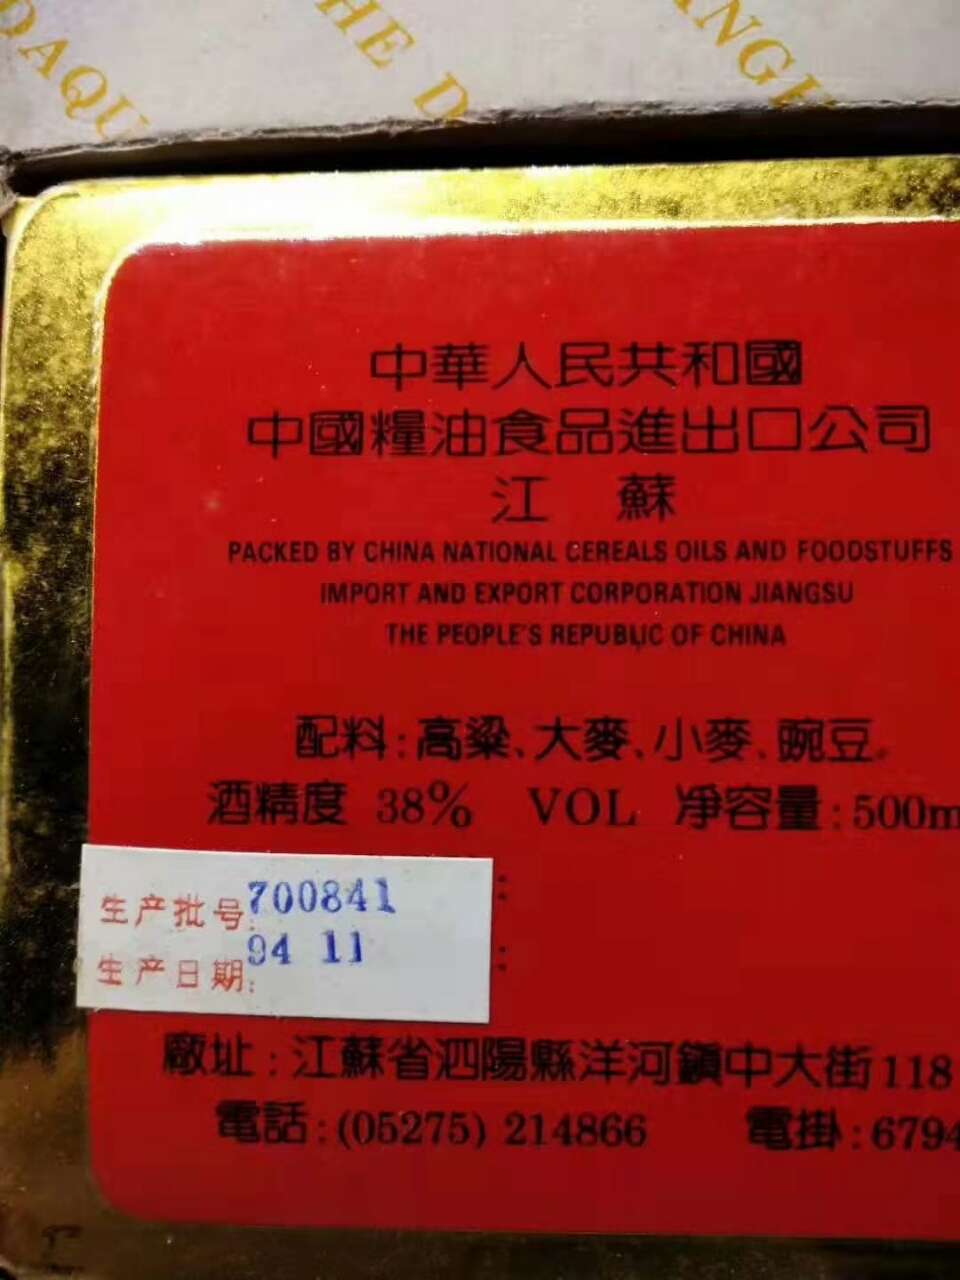 DAQU
HE D
ANGH
中華人民共和國
中國糧油食品進出口公司
江 蘇
PACKED BY CHINA NATIONAL CEREALS OILS AND FOODSTUFFS
IMPORT AND EXPORT CORPORATION JIANGSU
THE PEOPLE'S REPUBLIC OF CHINA
配料:高粱、大麥、小麥、豌豆。
酒精度 38% VOL 凈容量:500m
生产批号:700841
生产日期:94 11
廠址:江蘇省泗陽縣洋河鎮中大街118
電話:(05275) 214866 電掛:6794